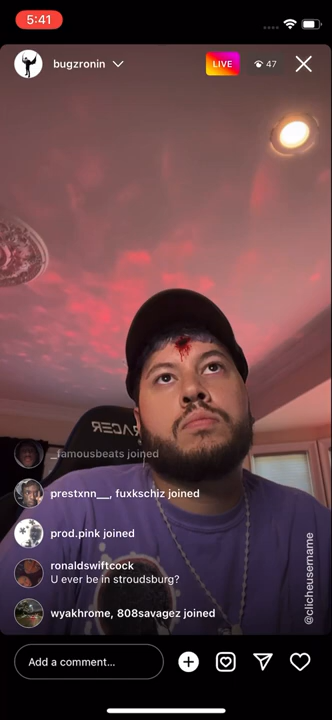 5:41
bugzronin
LIVE
47
RACER
_famousbeats joined
prestxnn__, fuxkschiz joined
prod.pink joined
ronaldswiftcock
U ever be in stroudsburg?
wyakhrome, 808savagez joined
@clicheusername
Add a comment...